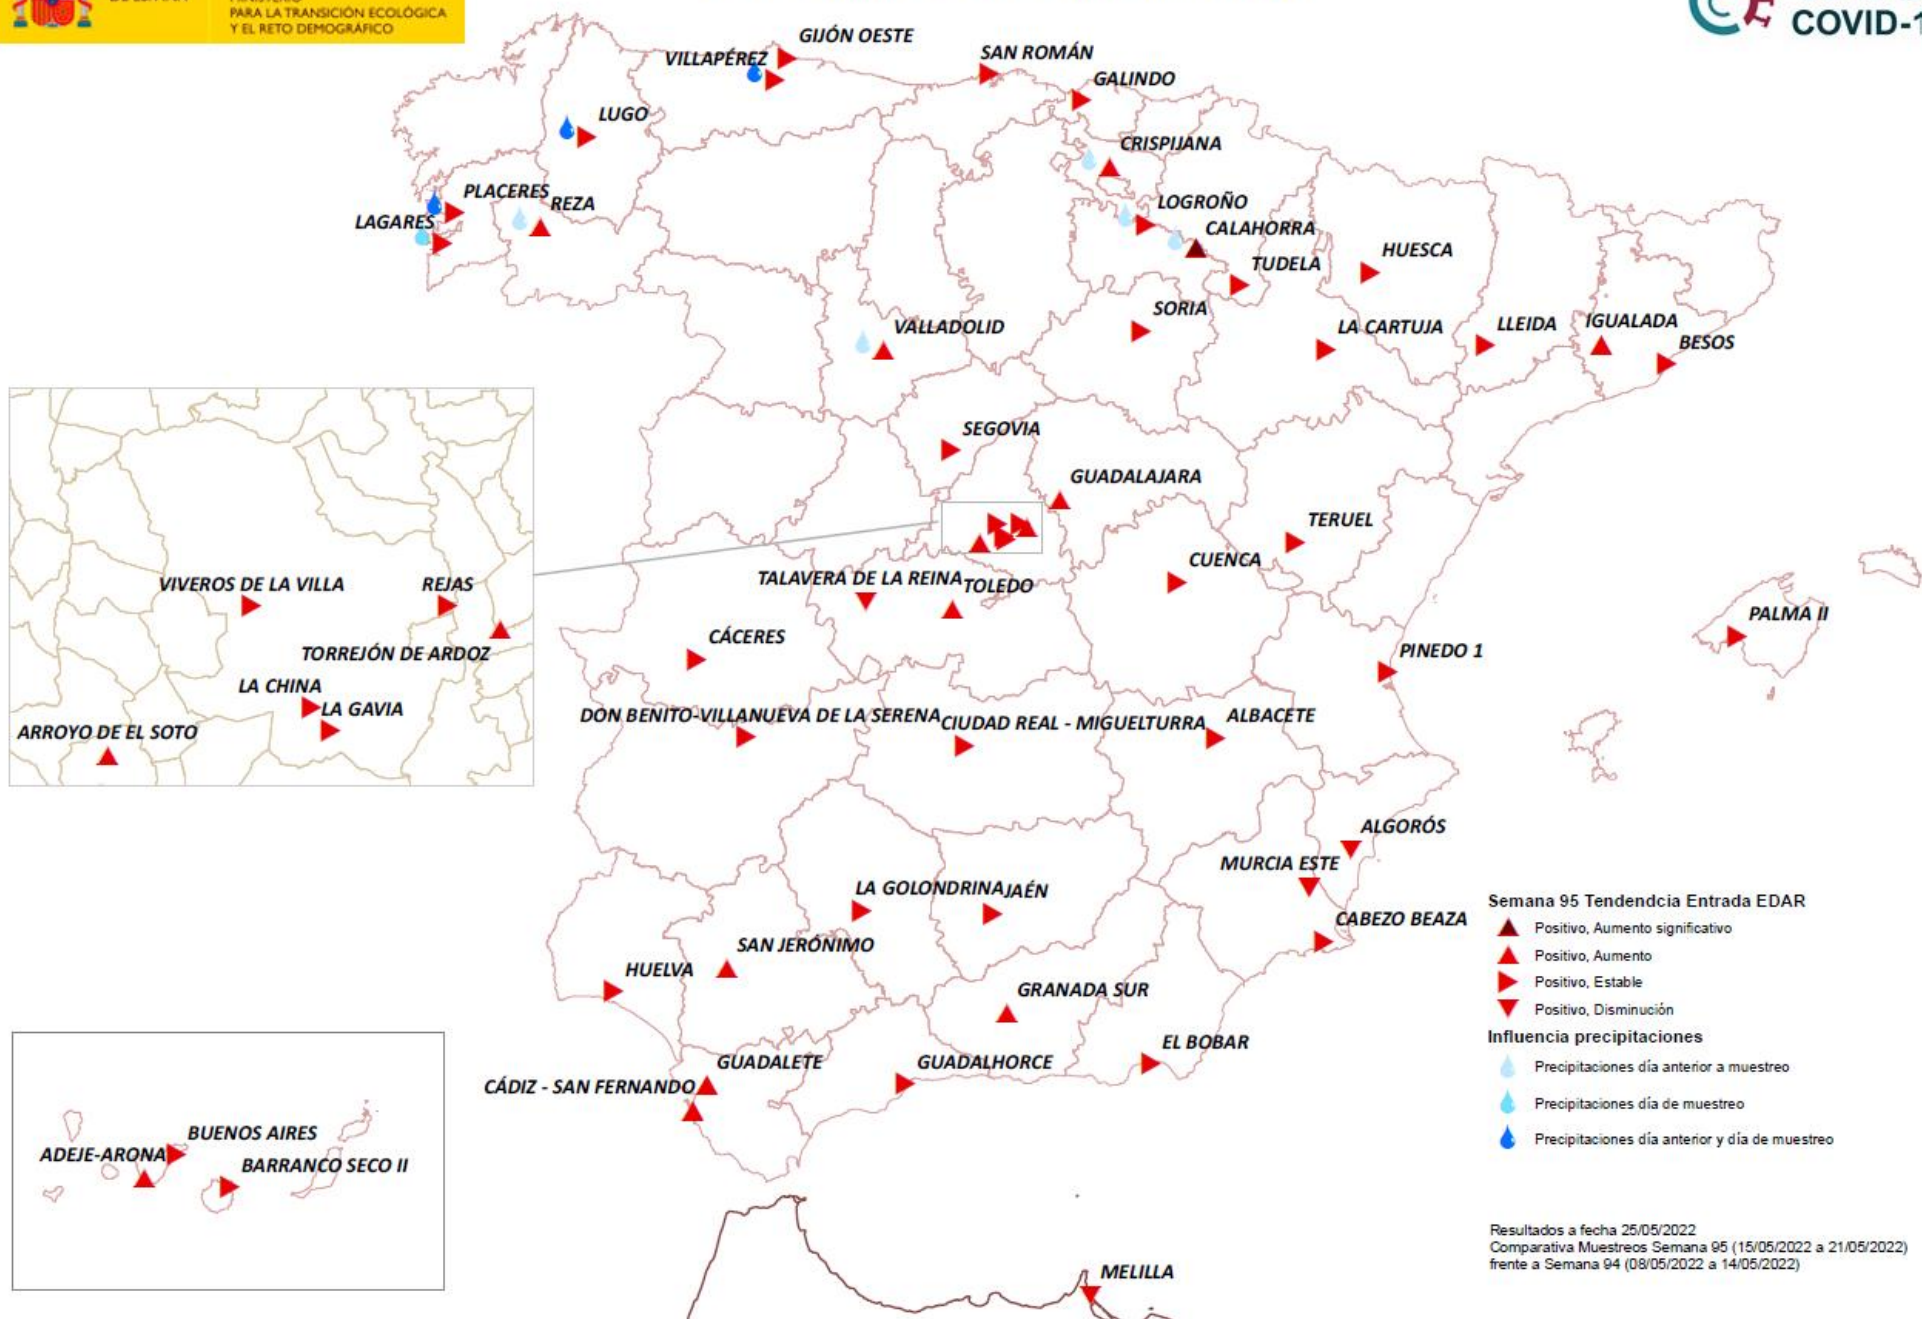 PARA LA TRANSICIÓN ECOLÓGICA
Y EL RETO DEMOGRÁFICO
COVID-1
GIJÓN OESTE
VILLAPÉREZ
SAN ROMÁN
GALINDO
LUGO
CRISPIJANA
PLACERES
REZA
LOGROÑO
LAGARES
CALAHORRA
HUESCA
TUDELA
SORIA
VALLADOLID
LA CARTUJA
LLEIDA
IGUALADA
BESOS
SEGOVIA
GUADALAJARA
TERUEL
CUENCA
VIVEROS DE LA VILLA
REJAS
TALAVERA DE LA REINA
TOLEDO
PALMA II
CÁCERES
TORREJÓN DE ARDOZ
PINEDO 1
LA CHINA
LA GAVIA
ARROYO DE EL SOTO
DON BENITO-VILLANUEVA DE LA SERENA
CIUDAD REAL - MIGUELTURRA
ALBACETE
ALGORÓS
MURCIA ESTE
LA GOLONDRINA
JAÉN
CABEZO BEAZA
SAN JERÓNIMO
HUELVA
GRANADA SUR
EL BOBAR
GUADALETE
GUADALHORCE
CÁDIZ - SAN FERNANDO
BUENOS AIRES
ADEJE-ARONA
BARRANCO SECO II
MELILLA
Semana 95 Tendendcia Entrada EDAR
Positivo, Aumento significativo
Positivo, Aumento
Positivo, Estable
Positivo, Disminución
Influencia precipitaciones
Precipitaciones día anterior a muestreo
Precipitaciones día de muestreo
Precipitaciones día anterior y día de muestreo
Resultados a fecha 25/05/2022
Comparativa Muestreos Semana 95 (15/05/2022 a 21/05/2022)
frente a Semana 94 (08/05/2022 a 14/05/2022)